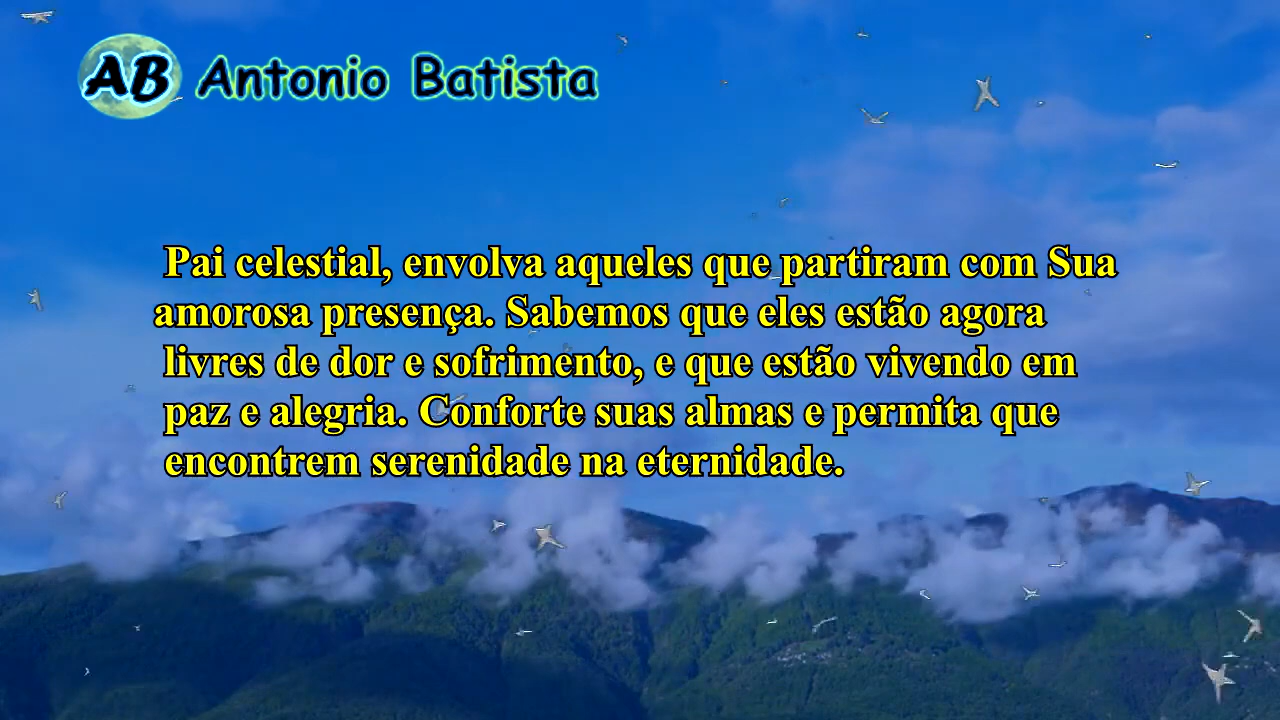 AB Antonio Batista
Pai celestial, envolva aqueles que partiram com Sua
amorosa presença. Sabemos que eles estão agora
livres de dor e sofrimento, e que estão vivendo em
paz e alegria. Conforte suas almas e permita que
encontrem serenidade na eternidade.